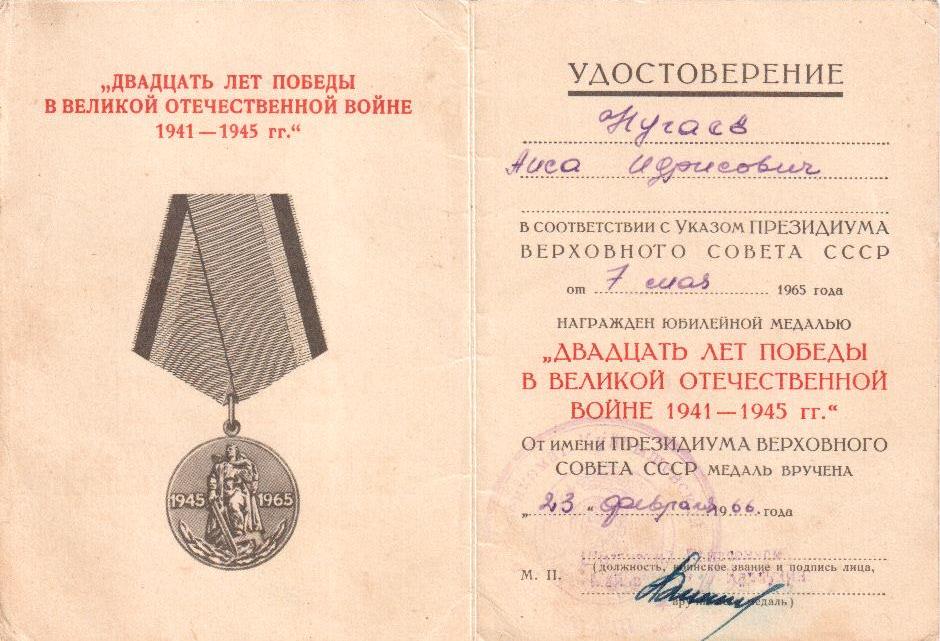 „ДВАДЦАТЬ ЛЕТ ПОБЕДЫ
В ВЕЛИКОЙ ОТЕЧЕСТВЕННОЙ ВОЙНЕ
1941 — 1945 гг.“
1945 1965
УДОСТОВЕРЕНИЕ
Нугаев
Аиса Идрисович
В СООТВЕТСТВИИ С УКАЗОМ ПРЕЗИДИУМА
ВЕРХОВНОГО СОВЕТА СССР
от 7 мая 1965 года
НАГРАЖДЕН ЮБИЛЕЙНОЙ МЕДАЛЬЮ
„ДВАДЦАТЬ ЛЕТ ПОБЕДЫ
В ВЕЛИКОЙ ОТЕЧЕСТВЕННОЙ
ВОЙНЕ 1941 — 1945 гг.“
ОТ ИМЕНИ ПРЕЗИДИУМА ВЕРХОВНОГО
СОВЕТА СССР МЕДАЛЬ ВРУЧЕНА
„23“ февраля 1966. года
М. П. (должность, воинское звание и подпись лица,
медаль)